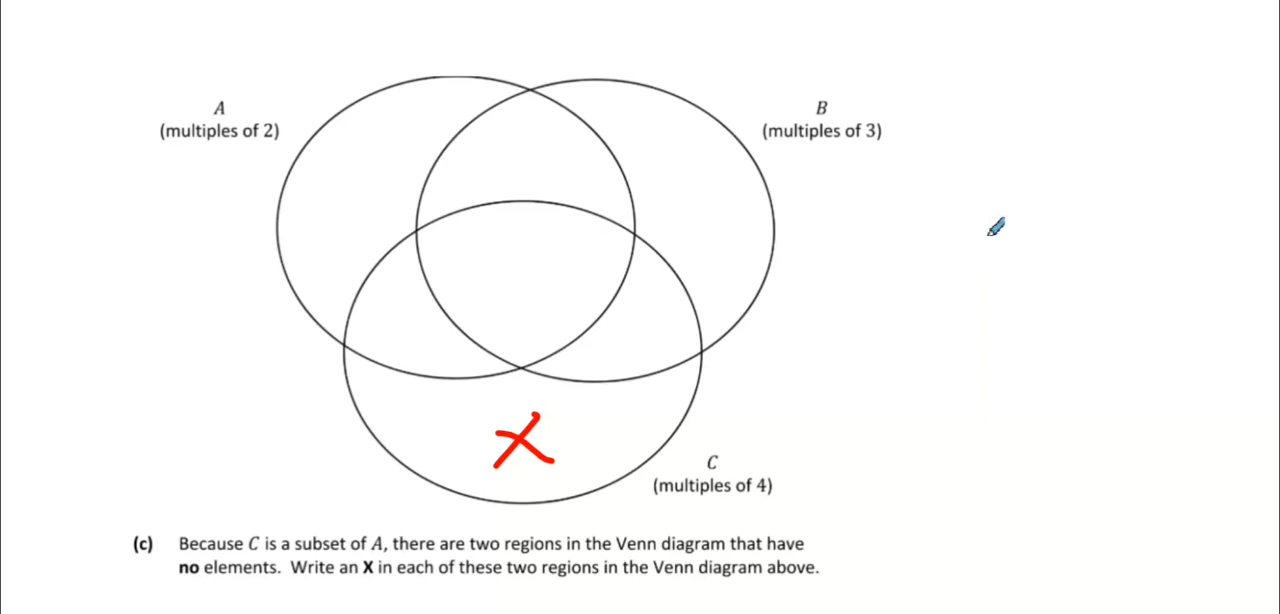 A
(multiples of 2)
B
(multiples of 3)
X
C
(multiples of 4)
(c) Because C is a subset of A, there are two regions in the Venn diagram that have
no elements. Write an X in each of these two regions in the Venn diagram above.